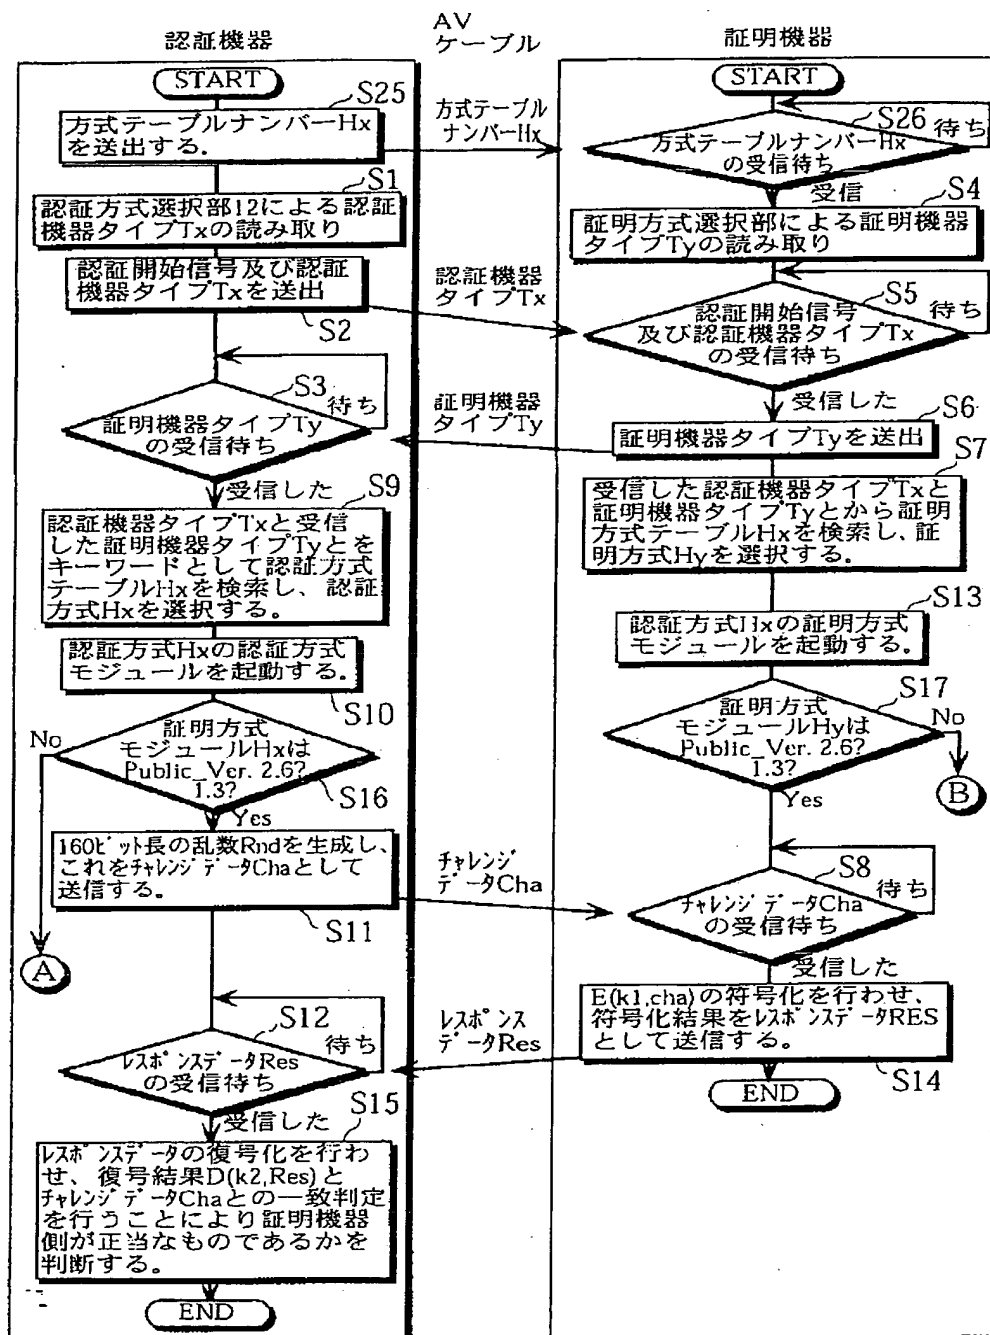 認証機器
AV
ケーブル
証明機器
START
S25
方式テーブルナンバーHx
を送出する.
方式テーブル
ナンバーHx
START
S26
待ち
方式テーブルナンバーHx
の受信待ち
受信
S1
認証方式選択部12による認証
機器タイプTxの読み取り
S4
証明方式選択部による証明機器
タイプTyの読み取り
認証開始信号及び認証
機器タイプTxを送出
S2
認証機器
タイプTx
S5
待ち
認証開始信号
及び認証機器タイプTx
の受信待ち
受信した
S3
待ち
証明機器タイプTy
の受信待ち
受信した
証明機器
タイプTy
S6
証明機器タイプTyを送出
S7
受信した認証機器タイプTxと
証明機器タイプTyとから証明
方式テーブルHxを検索し、証
明方式Hyを選択する。
S9
認証機器タイプTxと受信
した証明機器タイプTyとを
キーワードとして認証方式
テーブルHxを検索し、認証
方式Hxを選択する。
S13
認証方式Hxの証明方式
モジュールを起動する。
認証方式Hxの認証方式
モジュールを起動する。
S10
S17
証明方式
モジュールHyは
Public_Ver. 2.6?
1.3?
No
B
Yes
証明方式
モジュールHxは
Public_Ver. 2.6?
1.3?
No
S16
Yes
160ビット長の乱数Rndを生成し、
これをチャレンジデータChaとして
送信する。
S11
A
チャレンジ
データCha
S8
待ち
チャレンジデータCha
の受信待ち
受信した
E(k1,cha)の符号化を行わせ、
符号化結果をレスポンスデータRES
として送信する。
S14
END
レスポンス
データRes
S12
待ち
レスポンスデータRes
の受信待ち
受信した
S15
レスポンスデータの復号化を行わ
せ、復号結果D(k2,Res)と
チャレンジデータChaとの一致判定
を行うことにより証明機器
側が正当なものであるかを
判断する。
END